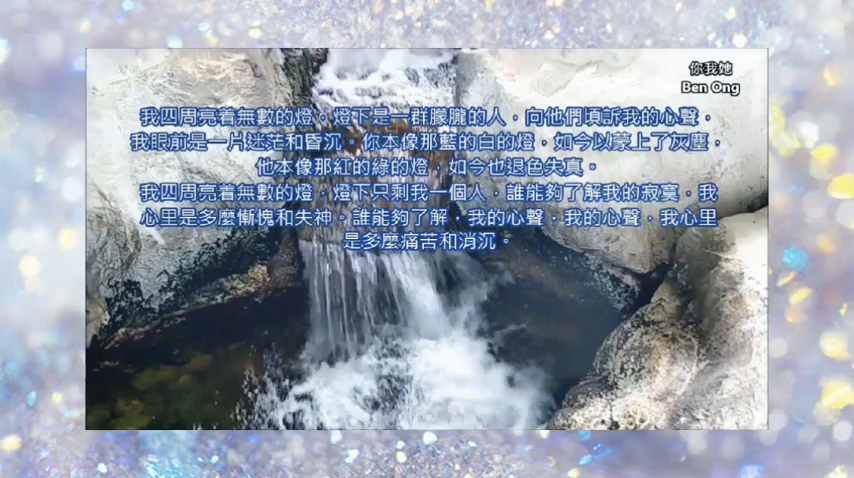 你我她
Ben Ong
我四周亮着無數的燈。燈下是一群朦朧的人，向他們頃訴我的心聲，
我眼前是一片迷茫和昏沉。你本像那藍的白的燈，如今以蒙上了灰塵，
他本像那紅的綠的燈，如今也退色失真。
我四周亮着無數的燈，燈下只剩我一個人，誰能夠了解我的寂寞，我
心里是多麼慚愧和失神。誰能夠了解，我的心聲，我的心聲，我心里
是多麼痛苦和消沉。